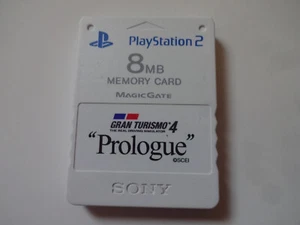 PlayStation 2
8MB
MEMORY CARD
MAGICGATE
GRAN TURISMO 4
THE REAL DRIVING SIMULATOR
“Prologue”
©SCEI
SONY